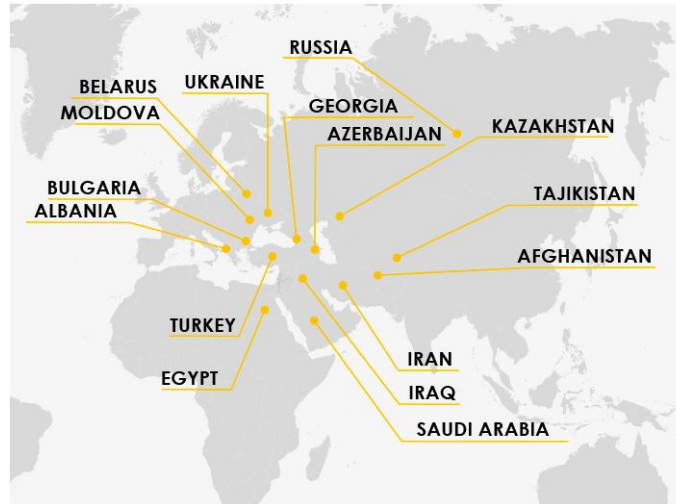 RUSSIA
BELARUS
UKRAINE
MOLDOVA
GEORGIA
AZERBAIJAN
KAZAKHSTAN
BULGARIA
ALBANIA
TAJIKISTAN
AFGHANISTAN
TURKEY
EGYPT
IRAN
IRAQ
SAUDI ARABIA